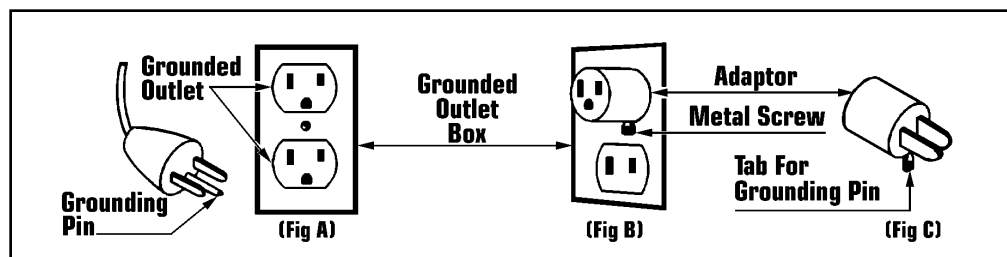 Grounded
Outlet
Grounding
Pin
(Fig A)
Grounded
Outlet
Box
(Fig B)
Adaptor
Metal Screw
Tab For
Grounding Pin
(Fig C)